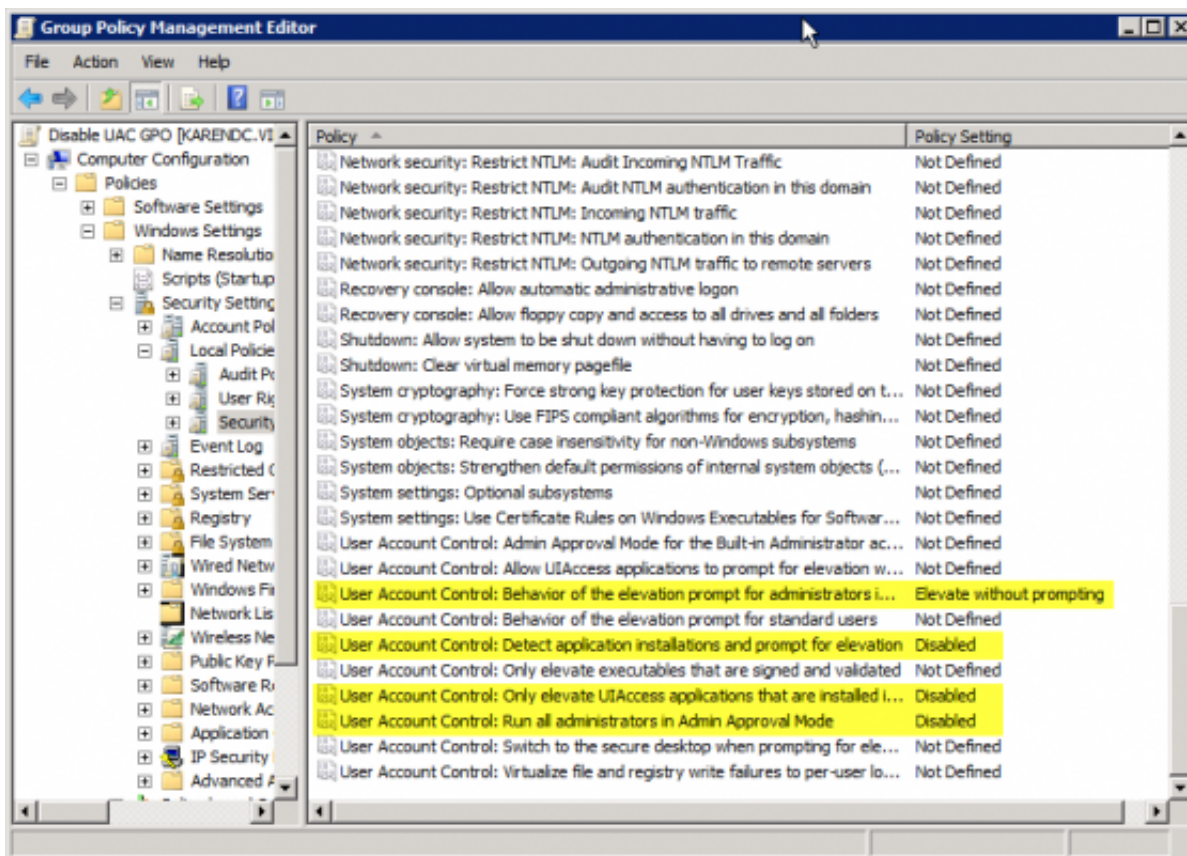 Group Policy Management Editor
File Action View Help
Disable UAC GPO [KARENDC.VI
Computer Configuration
Policies
Software Settings
Windows Settings
Name Resolutio
Scripts (Startup
Security Setting
Account Pol
Local Policie
Audit Po
User Rig
Security
Event Log
Restricted G
System Ser
Registry
File System
Wired Netw
Windows Fi
Network Lis
Wireless Ne
Public Key P
Software Re
Network Ac
Application
IP Security
Advanced A
Policy Policy Setting
Network security: Restrict NTLM: Audit Incoming NTLM Traffic Not Defined
Network security: Restrict NTLM: Audit NTLM authentication in this domain Not Defined
Network security: Restrict NTLM: Incoming NTLM traffic Not Defined
Network security: Restrict NTLM: NTLM authentication in this domain Not Defined
Network security: Restrict NTLM: Outgoing NTLM traffic to remote servers Not Defined
Recovery console: Allow automatic administrative logon Not Defined
Recovery console: Allow floppy copy and access to all drives and all folders Not Defined
Shutdown: Allow system to be shut down without having to log on Not Defined
Shutdown: Clear virtual memory pagefile Not Defined
System cryptography: Force strong key protection for user keys stored on t... Not Defined
System cryptography: Use FIPS compliant algorithms for encryption, hashin... Not Defined
System objects: Require case insensitivity for non-Windows subsystems Not Defined
System objects: Strengthen default permissions of internal system objects (... Not Defined
System settings: Optional subsystems Not Defined
System settings: Use Certificate Rules on Windows Executables for Softwar... Not Defined
User Account Control: Admin Approval Mode for the Built-in Administrator ac... Not Defined
User Account Control: Allow UIAccess applications to prompt for elevation w... Not Defined
User Account Control: Behavior of the elevation prompt for administrators i... Elevate without prompting
User Account Control: Behavior of the elevation prompt for standard users Not Defined
User Account Control: Detect application installations and prompt for elevation Disabled
User Account Control: Only elevate executables that are signed and validated Not Defined
User Account Control: Only elevate UIAccess applications that are installed i... Disabled
User Account Control: Run all administrators in Admin Approval Mode Disabled
User Account Control: Switch to the secure desktop when prompting for ele... Not Defined
User Account Control: Virtualize file and registry write failures to per-user lo... Not Defined